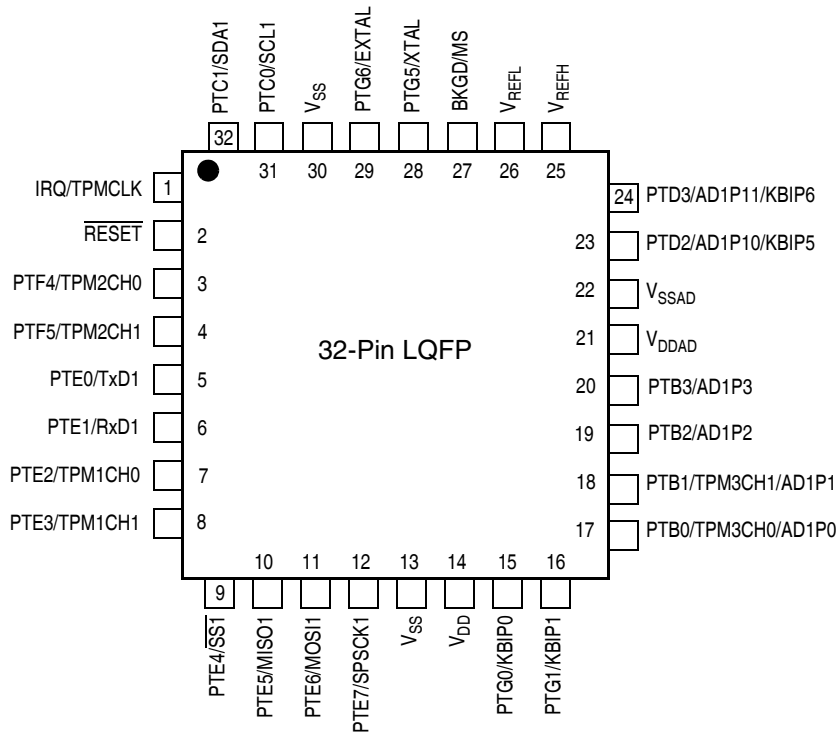 PTC1/SDA1
PTC0/SCL1
VSS
PTG6/EXTAL
PTG5/XTAL
BKGD/MS
VREFL
VREFH
32
31
30
29
28
27
26
25
IRQ/TPMCLK 1
RESET 2
PTF4/TPM2CH0 3
PTF5/TPM2CH1 4
PTE0/TxD1 5
PTE1/RxD1 6
PTE2/TPM1CH0 7
PTE3/TPM1CH1 8
32-Pin LQFP
24 PTD3/AD1P11/KBIP6
23 PTD2/AD1P10/KBIP5
22 VSSAD
21 VDDAD
20 PTB3/AD1P3
19 PTB2/AD1P2
18 PTB1/TPM3CH1/AD1P1
17 PTB0/TPM3CH0/AD1P0
9
10
11
12
13
14
15
16
PTE4/SS1
PTE5/MISO1
PTE6/MOSI1
PTE7/SPSCK1
VSS
VDD
PTG0/KBIP0
PTG1/KBIP1